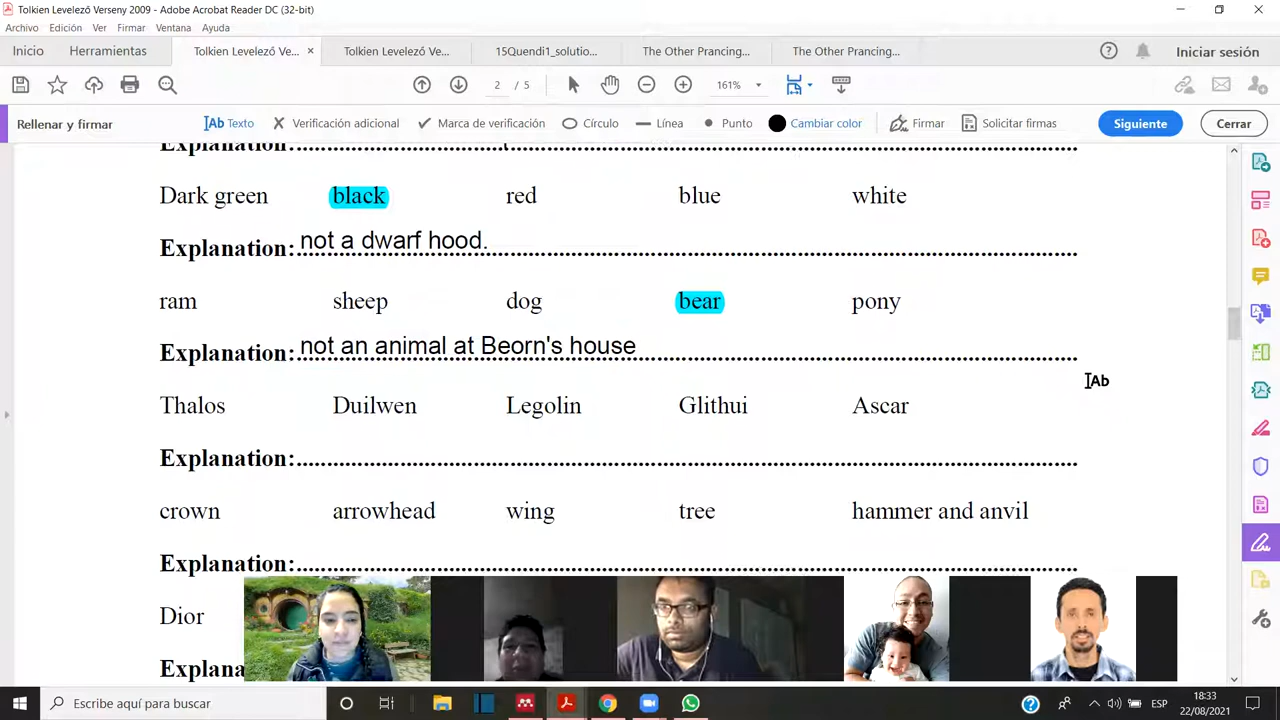 Tolkien Levelező Verseny 2009 - Adobe Acrobat Reader DC (32-bit)
Archivo Edición Ver Firmar Ventana Ayuda
Inicio Herramientas Tolkien Levelező Ve... × Tolkien Levelező Ve... 15Quendi1_solutio... The Other Prancing... The Other Prancing... Iniciar sesión
2 / 5 161%
Rellenar y firmar Ab Texto Verificación adicional Marca de verificación Círculo Línea Punto Cambiar color Firmar Solicitar firmas Siguiente Cerrar
Explanation:
Dark green black red blue white
Explanation: not a dwarf hood.
ram sheep dog bear pony
Explanation: not an animal at Beorn's house
Ab
Thalos Duilwen Legolin Glithui Ascar
Explanation:
crown arrowhead wing tree hammer and anvil
Explanation:
Dior
Explana
Escribe aquí para buscar
ESP
18:33
22/08/2021